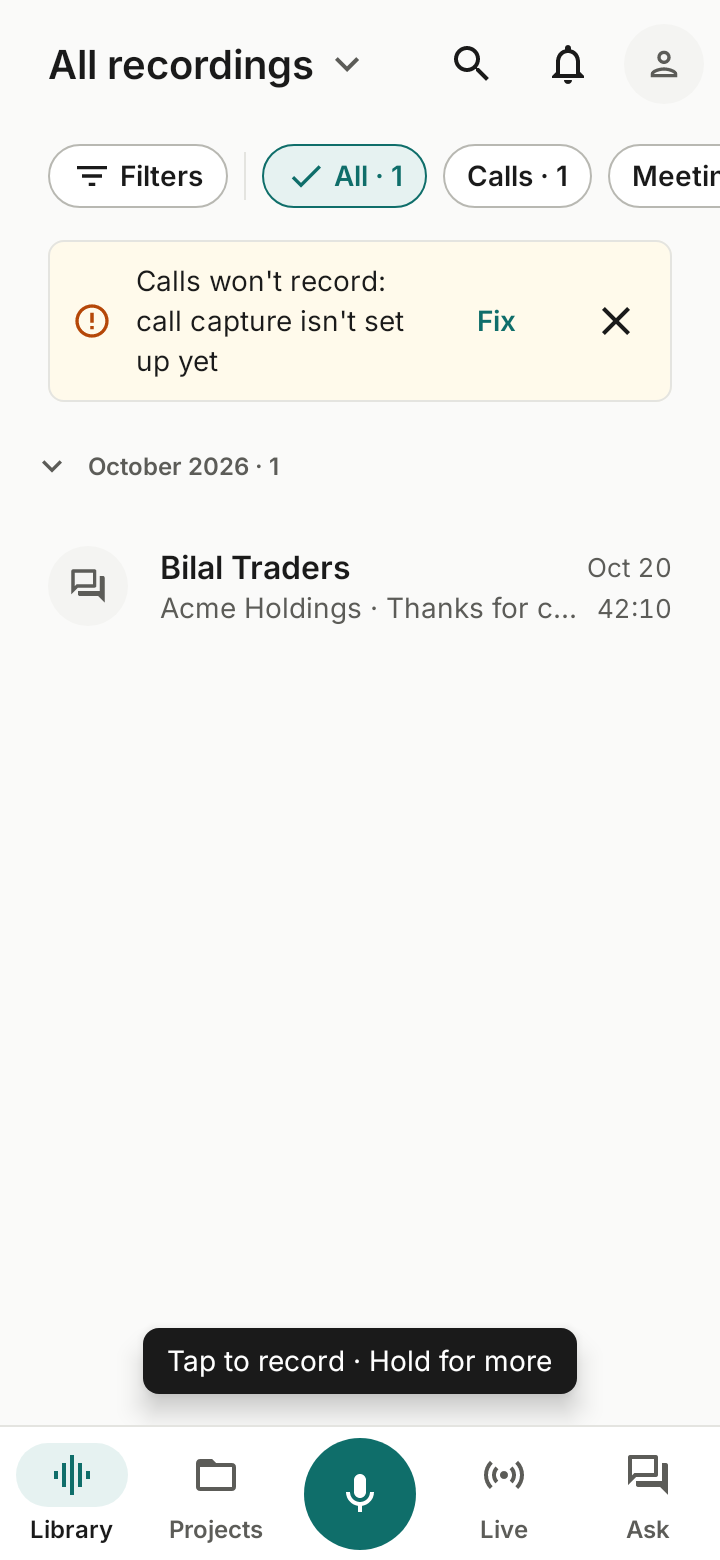 All recordings
Filters
All · 1
Calls · 1
Meetin
Calls won't record:
call capture isn't set
up yet
Fix
October 2026 · 1
Bilal Traders
Oct 20
Acme Holdings · Thanks for c...
42:10
Tap to record · Hold for more
Library
Projects
Live
Ask